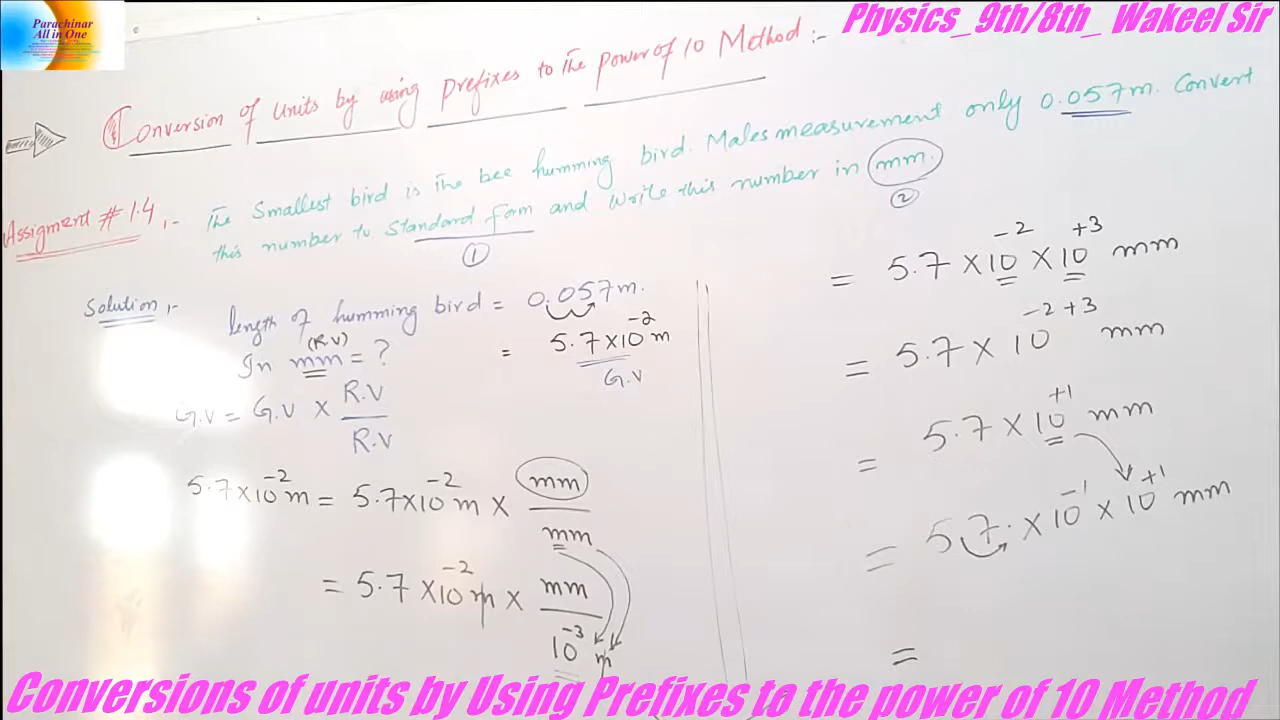 Parachinar
All in One
Physics_9th/8th_ Wakeel Sir
Conversion of units by using prefixes to the power of 10 Method :-
Assigment # 1.4,- The smallest bird is the bee humming bird. Males measurement only 0.057m. Convert
this number to standard form and write this number in mm.
① ②
Solution,- length of humming bird = 0.057m.
= 5.7×10⁻² m
G.V
(R.V)
In mm = ?
G.V = G.V × R.V / R.V
5.7×10⁻² m = 5.7×10⁻² m × mm / mm
= 5.7×10⁻² m × mm / 10⁻³ m
= 5.7×10⁻² × 10⁺³ mm
= 5.7×10⁻²⁺³ mm
= 5.7×10⁺¹ mm
= 57.×10⁻¹ × 10⁺¹ mm
=
Conversions of units by Using Prefixes to the power of 10 Method